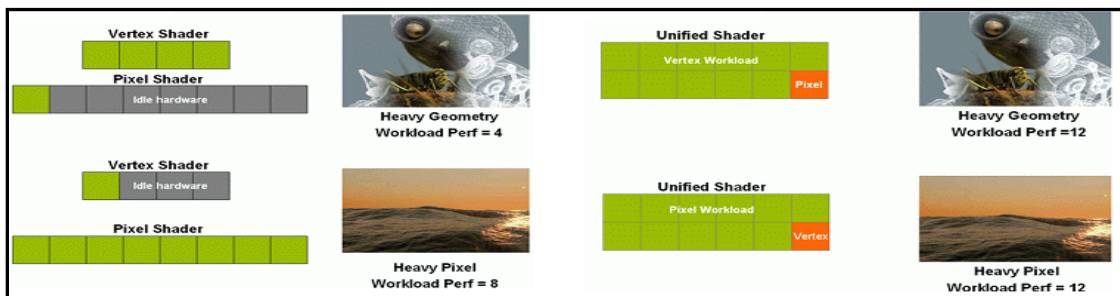 Vertex Shader
Pixel Shader
Idle hardware
Heavy Geometry
Workload Perf = 4
Vertex Shader
Idle hardware
Pixel Shader
Heavy Pixel
Workload Perf = 8
Unified Shader
Vertex Workload
Pixel
Heavy Geometry
Workload Perf =12
Unified Shader
Pixel Workload
Vertex
Heavy Pixel
Workload Perf = 12